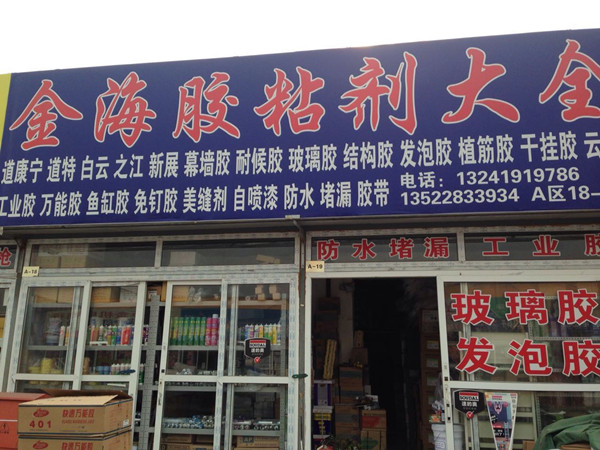 金海胶粘剂大全
道康宁 道特 白云 之江 新展 幕墙胶 耐候胶 玻璃胶 结构胶 发泡胶 植筋胶 干挂胶 云
工业胶 万能胶 鱼缸胶 免钉胶 美缝剂 自喷漆 防水 堵漏 胶带
电话：13241919786
13522833934 A区18-
枪
A-18
A-19
防水堵漏 工业胶
玻璃胶
发泡胶
401